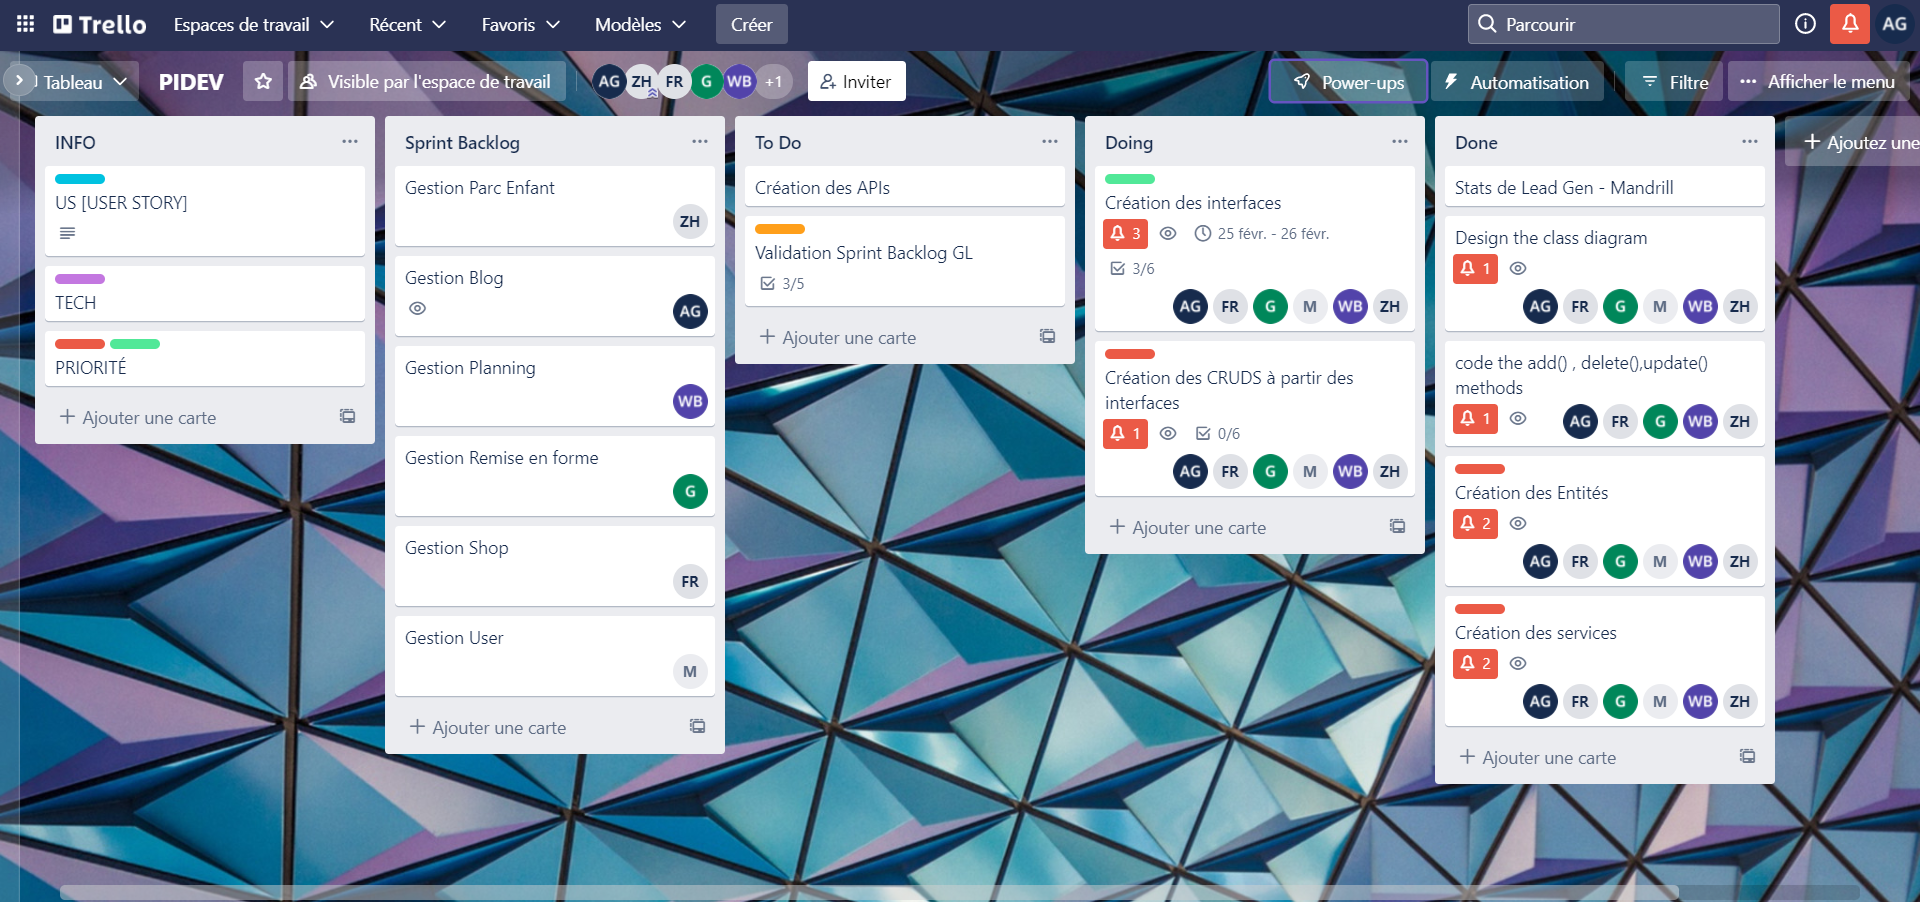 Trello
Espaces de travail
Récent
Favoris
Modèles
Créer
Parcourir
AG
Tableau
PIDEV
Visible par l'espace de travail
AG ZH FR G WB +1
Inviter
Power-ups
Automatisation
Filtre
Afficher le menu
INFO
US [USER STORY]
TECH
PRIORITÉ
Ajouter une carte
Sprint Backlog
Gestion Parc Enfant
ZH
Gestion Blog
AG
Gestion Planning
WB
Gestion Remise en forme
G
Gestion Shop
FR
Gestion User
M
Ajouter une carte
To Do
Création des APIs
Validation Sprint Backlog GL
3/5
Ajouter une carte
Doing
Création des interfaces
3 25 févr. - 26 févr.
3/6
AG FR G M WB ZH
Création des CRUDS à partir des
interfaces
1 0/6
AG FR G M WB ZH
Ajouter une carte
Done
Stats de Lead Gen - Mandrill
Design the class diagram
1
AG FR G M WB ZH
code the add() , delete(),update()
methods
1 AG FR G WB ZH
Création des Entités
2
AG FR G M WB ZH
Création des services
2
AG FR G M WB ZH
Ajouter une carte
Ajoutez une